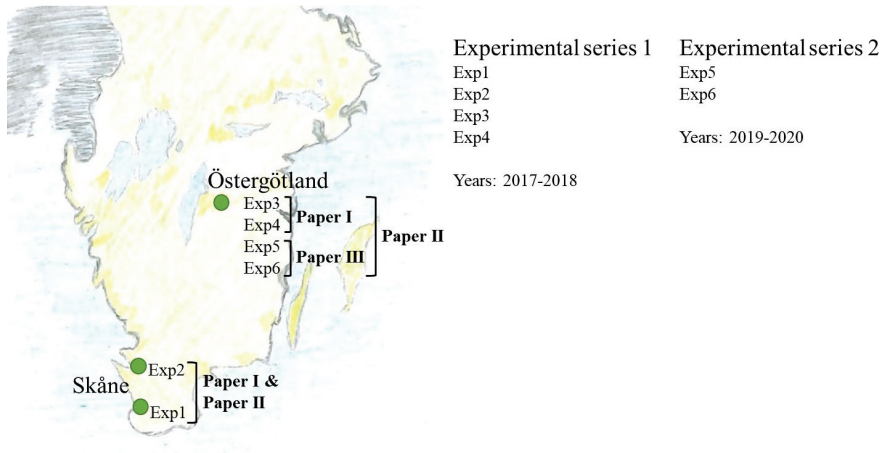 Experimental series 1
Exp1
Exp2
Exp3
Exp4
Years: 2017-2018
Experimental series 2
Exp5
Exp6
Years: 2019-2020
Östergötland
Exp3
Exp4
Exp5
Exp6
Paper I
Paper III
Paper II
Skåne
Exp2
Exp1
Paper I &
Paper II